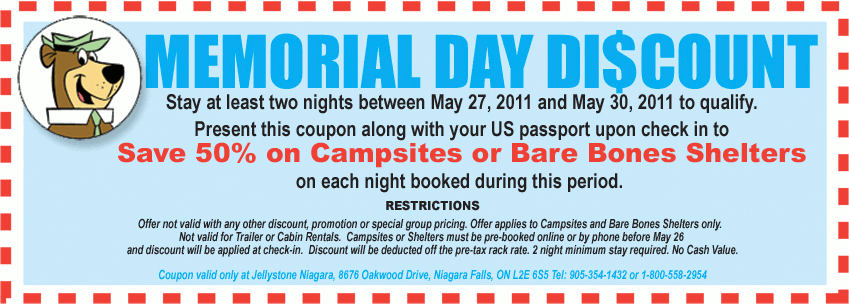 MEMORIAL DAY DI$COUNT
Stay at least two nights between May 27, 2011 and May 30, 2011 to qualify.
Present this coupon along with your US passport upon check in to
Save 50% on Campsites or Bare Bones Shelters
on each night booked during this period.
RESTRICTIONS
Offer not valid with any other discount, promotion or special group pricing. Offer applies to Campsites and Bare Bones Shelters only.
Not valid for Trailer or Cabin Rentals. Campsites or Shelters must be pre-booked online or by phone before May 26
and discount will be applied at check-in. Discount will be deducted off the pre-tax rack rate. 2 night minimum stay required. No Cash Value.
Coupon valid only at Jellystone Niagara, 8676 Oakwood Drive, Niagara Falls, ON L2E 6S5 Tel: 905-354-1432 or 1-800-558-2954